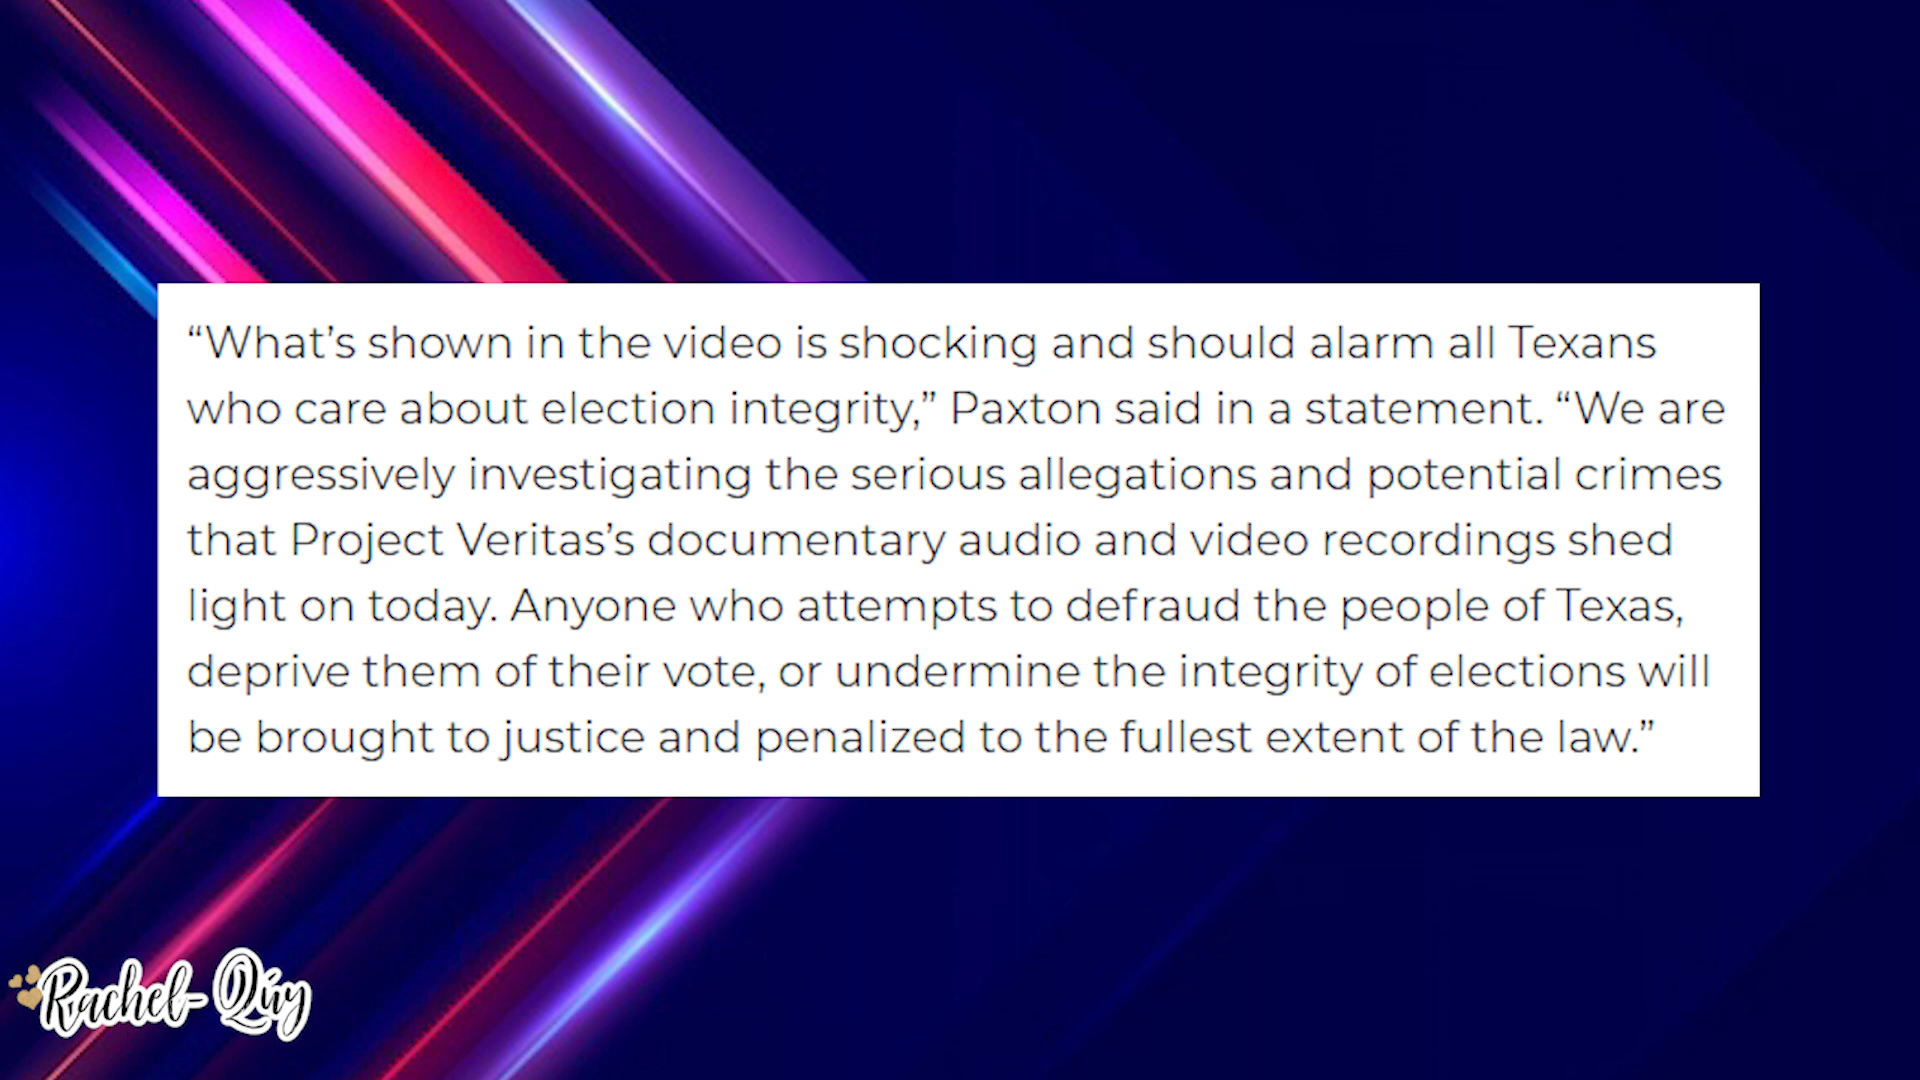 “What’s shown in the video is shocking and should alarm all Texans
who care about election integrity,” Paxton said in a statement. “We are
aggressively investigating the serious allegations and potential crimes
that Project Veritas’s documentary audio and video recordings shed
light on today. Anyone who attempts to defraud the people of Texas,
deprive them of their vote, or undermine the integrity of elections will
be brought to justice and penalized to the fullest extent of the law.”
Rachel- Qúy